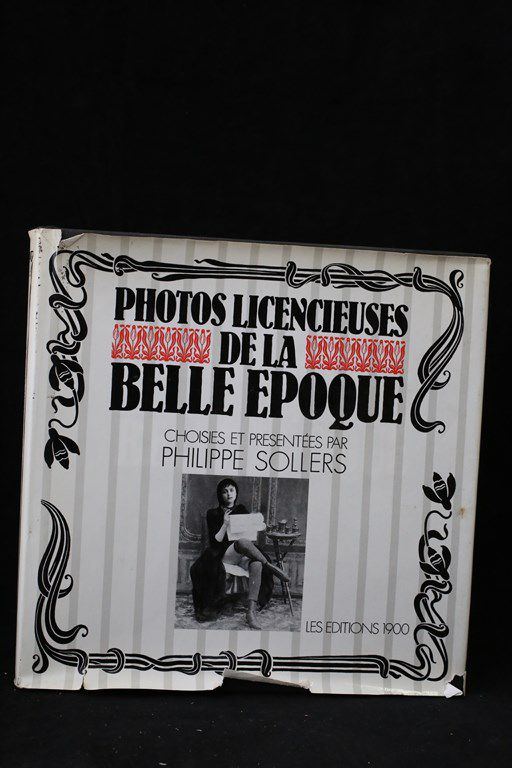 PHOTOS LICENCIEUSES
DE LA
BELLE EPOQUE
CHOISIES ET PRESENTÉES PAR
PHILIPPE SOLLERS
LES EDITIONS 1900